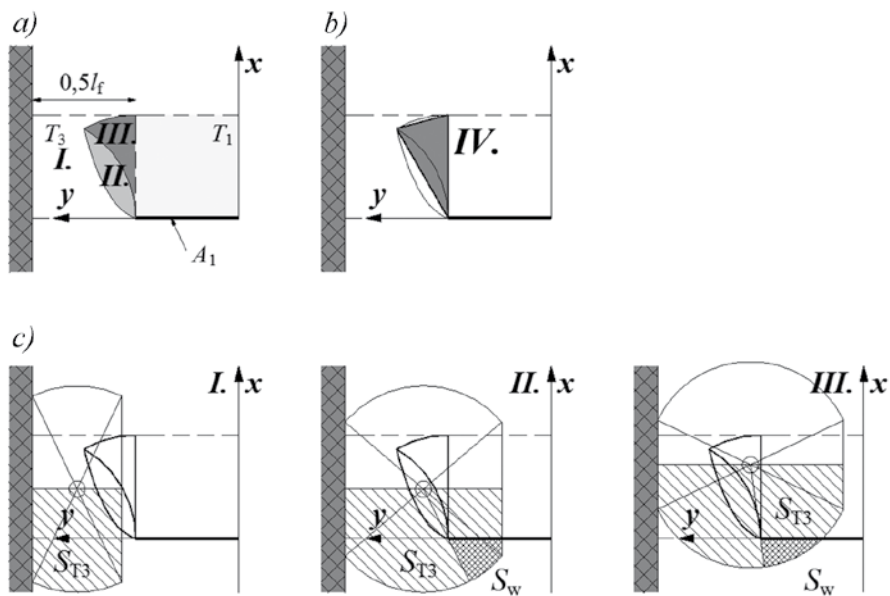 a)
b)
x
x
0,5lf
T3
III.
T1
I.
II.
IV.
y
y
A1
c)
I.
x
II.
x
III.
x
y
y
y
ST3
ST3
ST3
Sw
Sw